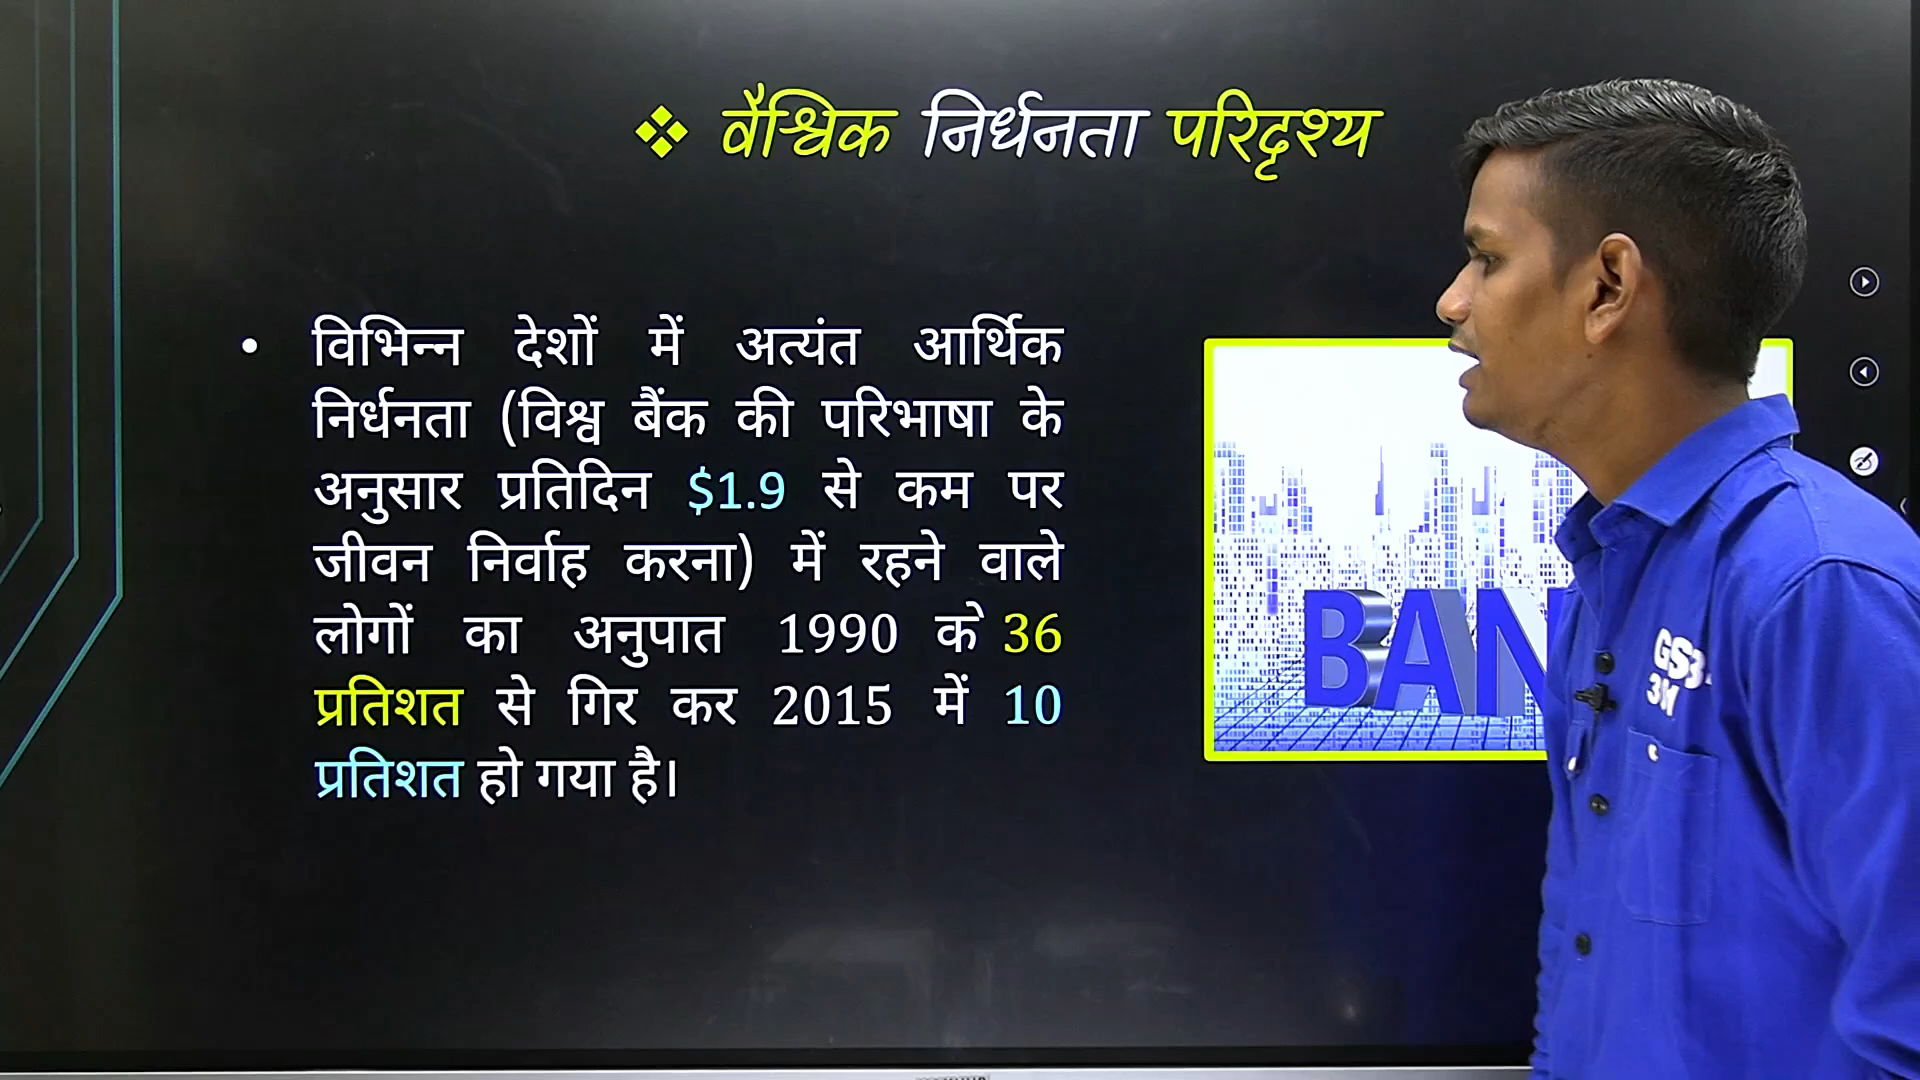 ❖ वैश्विक निर्धनता परिदृश्य
• विभिन्न देशों में अत्यंत आर्थिक
निर्धनता (विश्व बैंक की परिभाषा के
अनुसार प्रतिदिन $1.9 से कम पर
जीवन निर्वाह करना) में रहने वाले
लोगों का अनुपात 1990 के 36
प्रतिशत से गिर कर 2015 में 10
प्रतिशत हो गया है।
BAN